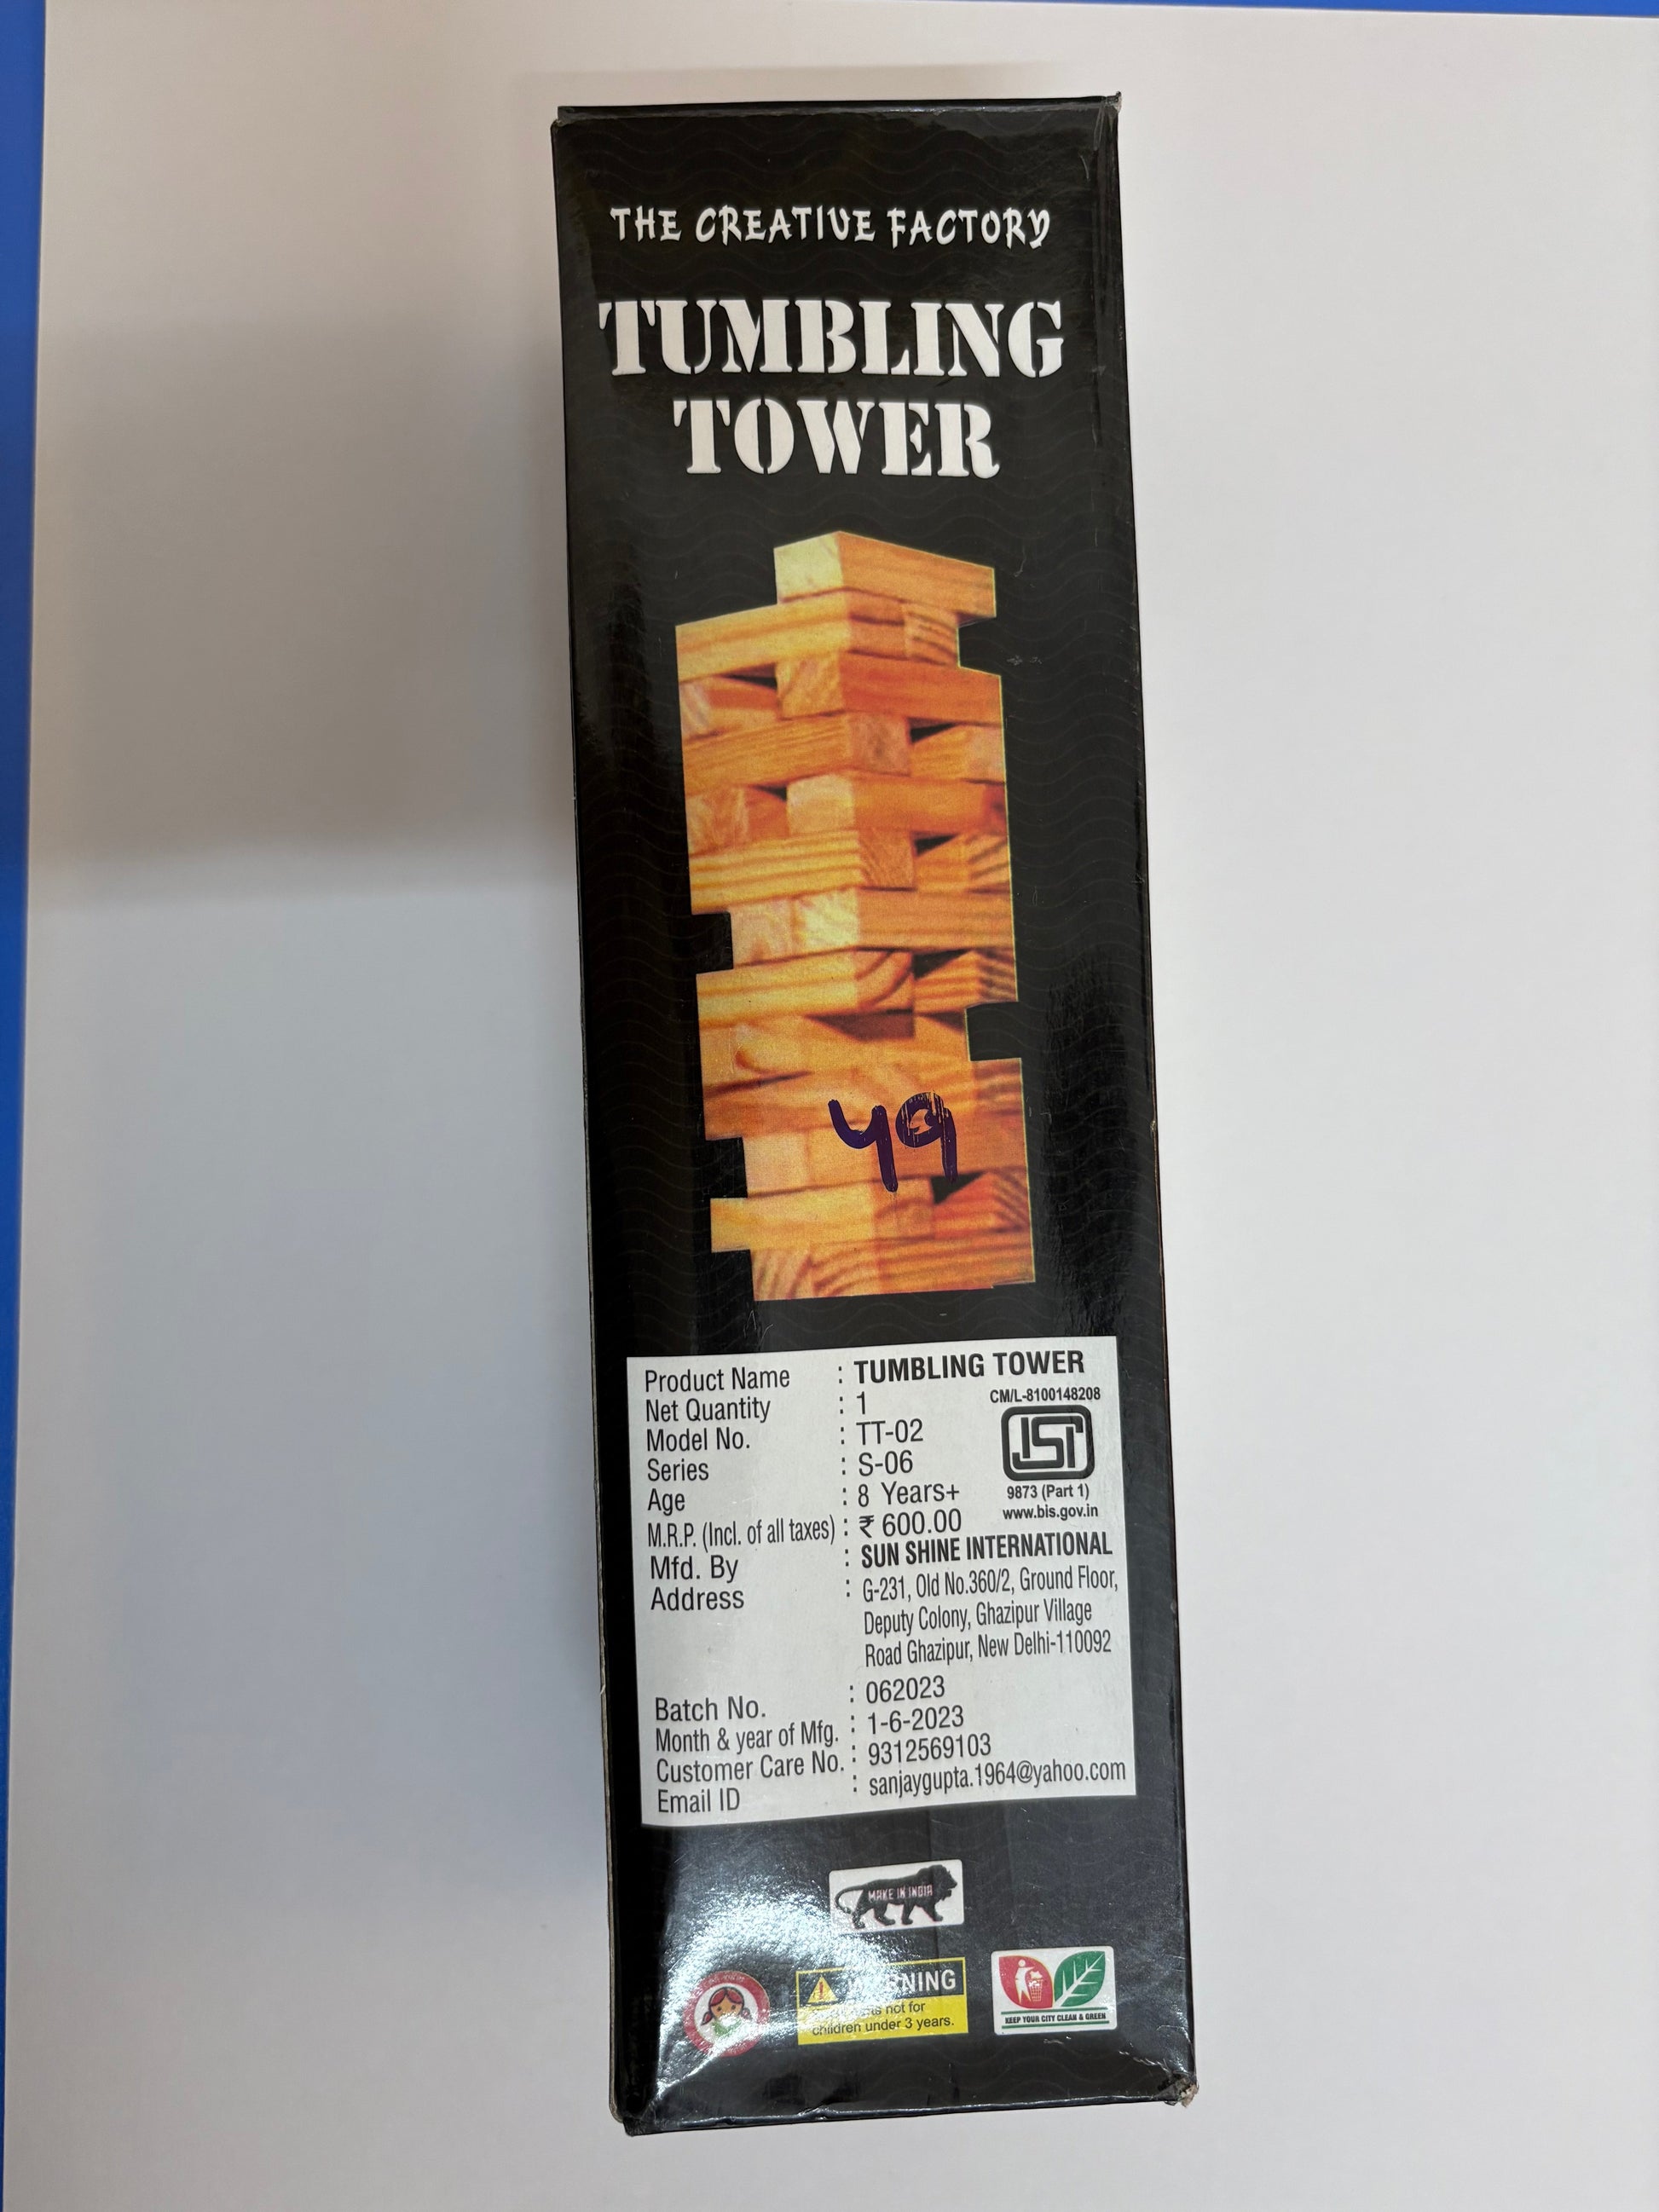 THE CREATIVE FACTORY
TUMBLING
TOWER
49
Product Name : TUMBLING TOWER
Net Quantity : 1
CM/L-8100148208
Model No. : TT-02
Series : S-06
ISI
Age : 8 Years+
9873 (Part 1)
www.bis.gov.in
M.R.P. (Incl. of all taxes) : ₹ 600.00
Mfd. By : SUN SHINE INTERNATIONAL
Address : G-231, Old No.360/2, Ground Floor,
Deputy Colony, Ghazipur Village
Road Ghazipur, New Delhi-110092
Batch No. : 062023
Month & year of Mfg. : 1-6-2023
Customer Care No. : 9312569103
Email ID : sanjaygupta.1964@yahoo.com
MAKE IN INDIA
WARNING
not for
children under 3 years.
KEEP YOUR CITY CLEAN & GREEN